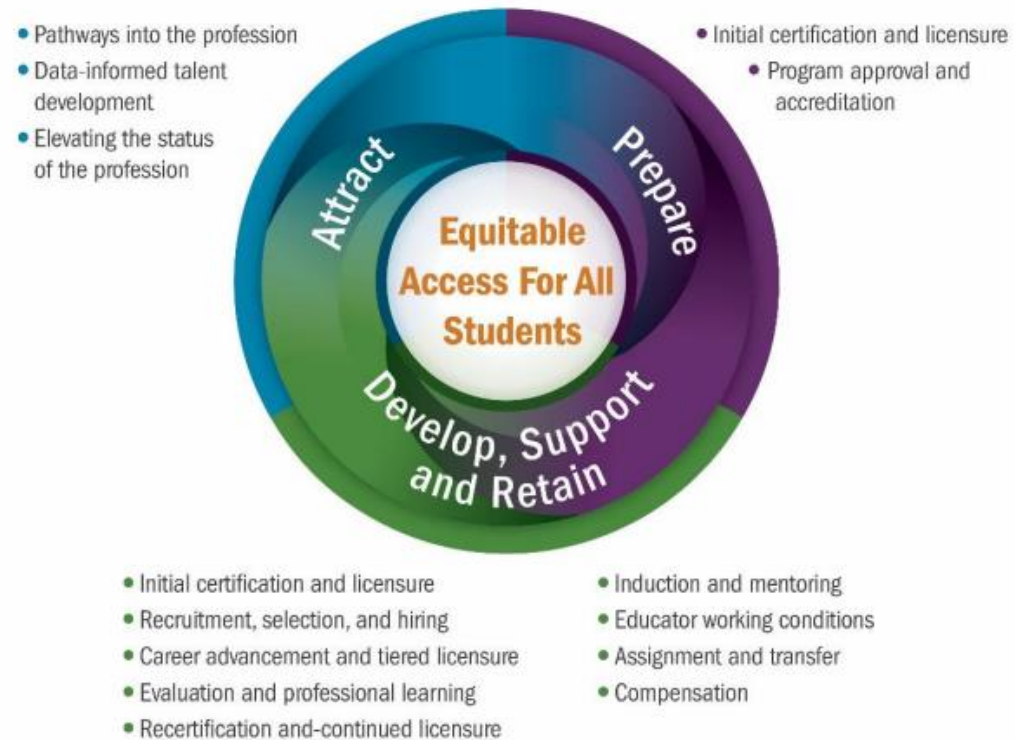 • Pathways into the profession
• Data-informed talent
development
• Elevating the status
of the profession
• Initial certification and licensure
• Program approval and
accreditation
Attract
Prepare
Equitable
Access For All
Students
Develop, Support
and Retain
• Initial certification and licensure
• Recruitment, selection, and hiring
• Career advancement and tiered licensure
• Evaluation and professional learning
• Recertification and-continued licensure
• Induction and mentoring
• Educator working conditions
• Assignment and transfer
• Compensation